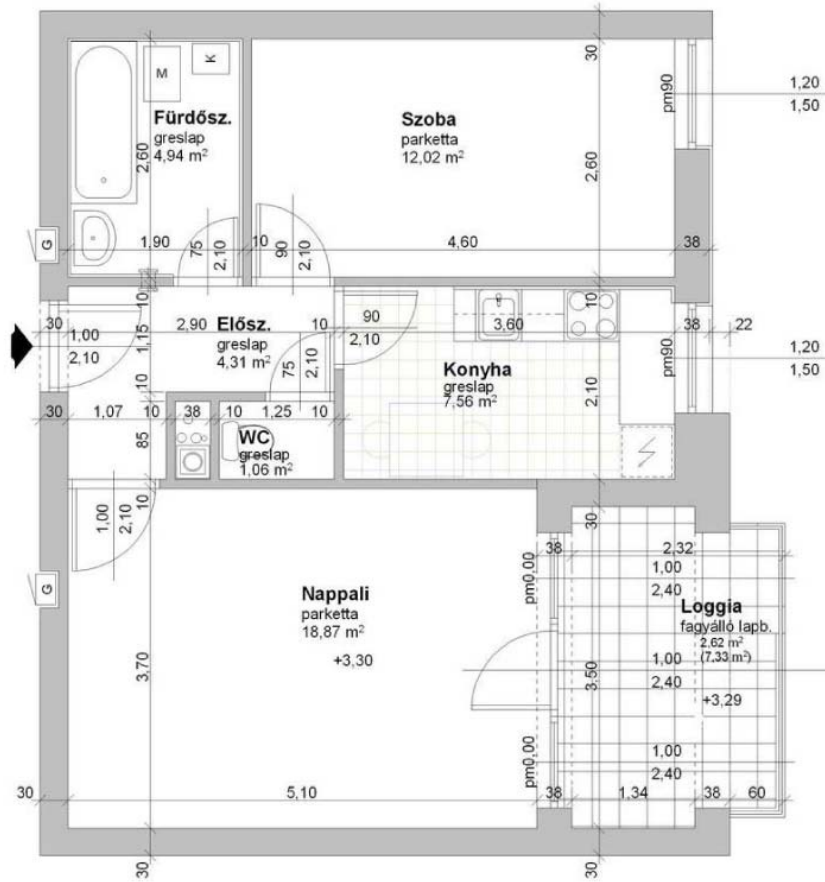 30
M
K
Fürdősz.
greslap
4,94 m²
2,60
Szoba
parketta
12,02 m²
2,60
pm90
1,20
1,50
G
1,90
75
2,10
10
90
2,10
4,60
38
30
1,00
2,10
10
1,15
10
2,90
Elősz.
greslap
4,31 m²
10
90
2,10
75
2,10
3,60
10
Konyha
greslap
7,56 m²
2,10
38
22
pm90
1,20
1,50
30
1,07
10
38
10
1,25
10
85
WC
greslap
1,06 m²
1,00
2,10
10
G
Nappali
parketta
18,87 m²
+3,30
3,70
30
38
2,32
pm0,00
1,00
2,40
Loggia
fagyálló lapb.
2,62 m²
(7,33 m²)
1,00
2,40
3,50
+3,29
pm0,00
1,00
2,40
30
5,10
38
1,34
38
60
30
30